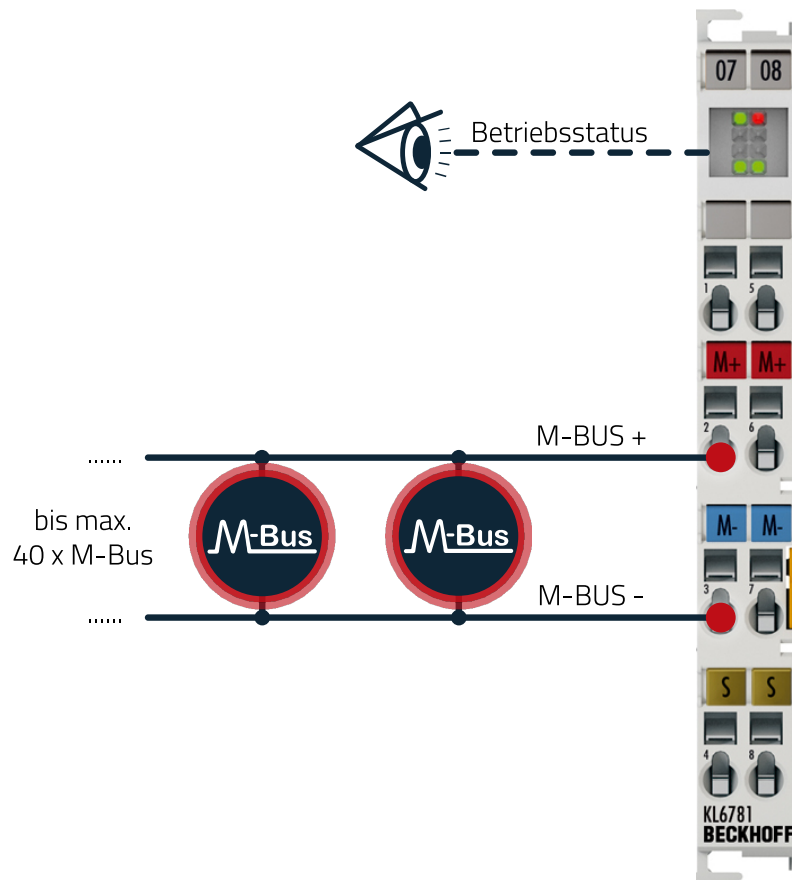 07 08
Betriebsstatus
1 5
M+ M+
M-BUS +
2 6
......
M-Bus M-Bus
bis max.
40 x M-Bus
M- M-
M-BUS -
3 7
......
S S
4 8
KL6781
BECKHOFF